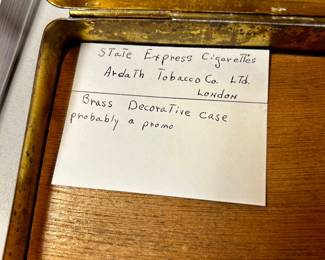 State Express Cigarettes
Ardath Tobacco Co. Ltd.
London
Brass Decorative case
probably a promo